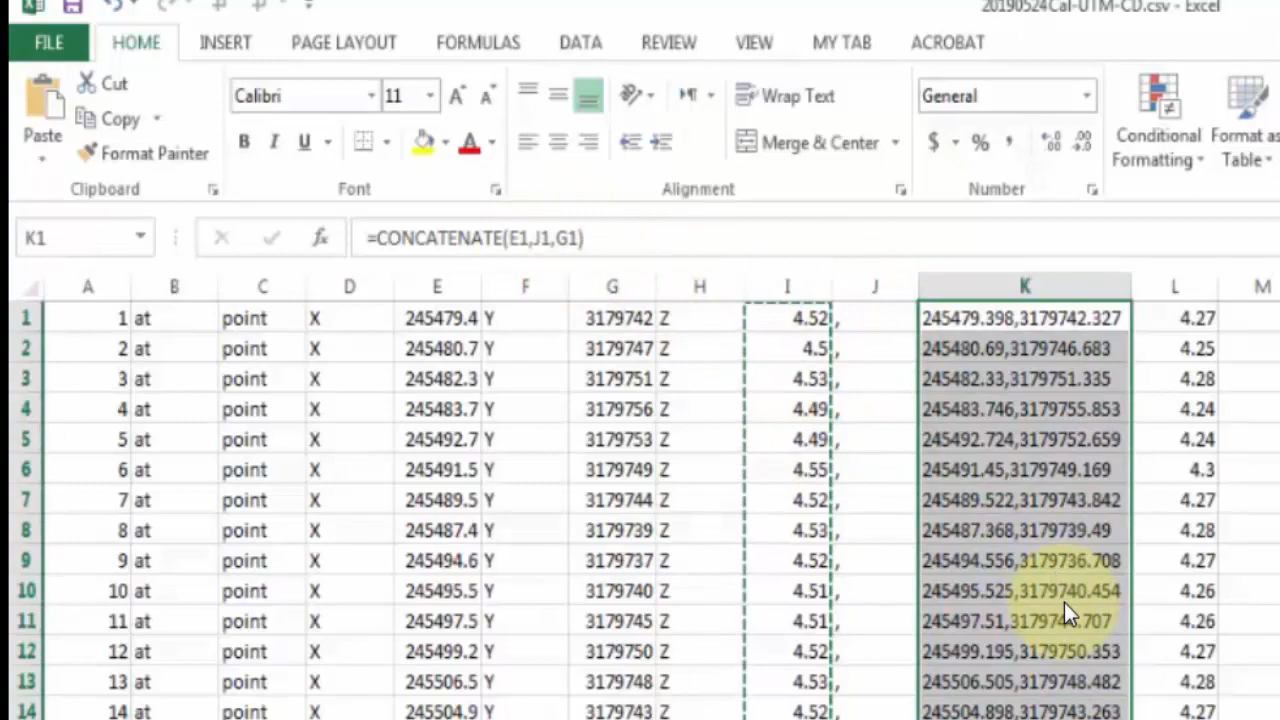 20190524Cal-UTM-CD.csv - Excel
FILE HOME INSERT PAGE LAYOUT FORMULAS DATA REVIEW VIEW MY TAB ACROBAT
Cut
Calibri 11 A A Wrap Text General
Copy
Paste
B I U A Merge & Center $ % , .0 .00 Conditional Format as
Format Painter Formatting Table
Clipboard Font Alignment Number
K1 fx =CONCATENATE(E1,J1,G1)
A B C D E F G H I J K L M
1 1 at point X 245479.4 Y 3179742 Z 4.52 , 245479.398,3179742.327 4.27
2 2 at point X 245480.7 Y 3179747 Z 4.5 , 245480.69,3179746.683 4.25
3 3 at point X 245482.3 Y 3179751 Z 4.53 , 245482.33,3179751.335 4.28
4 4 at point X 245483.7 Y 3179756 Z 4.49 , 245483.746,3179755.853 4.24
5 5 at point X 245492.7 Y 3179753 Z 4.49 , 245492.724,3179752.659 4.24
6 6 at point X 245491.5 Y 3179749 Z 4.55 , 245491.45,3179749.169 4.3
7 7 at point X 245489.5 Y 3179744 Z 4.52 , 245489.522,3179743.842 4.27
8 8 at point X 245487.4 Y 3179739 Z 4.53 , 245487.368,3179739.49 4.28
9 9 at point X 245494.6 Y 3179737 Z 4.52 , 245494.556,3179736.708 4.27
10 10 at point X 245495.5 Y 3179740 Z 4.51 , 245495.525,3179740.454 4.26
11 11 at point X 245497.5 Y 3179745 Z 4.51 , 4.26
12 12 at point X 245499.2 Y 3179750 Z 4.52 , 245499.195,3179750.353 4.27
13 13 at point X 245506.5 Y 3179748 Z 4.53 , 245506.505,3179748.482 4.28
14 14 at point X 245504.9 Y 3179743 Z 4.52 , 245504.898,3179743.263 4.27